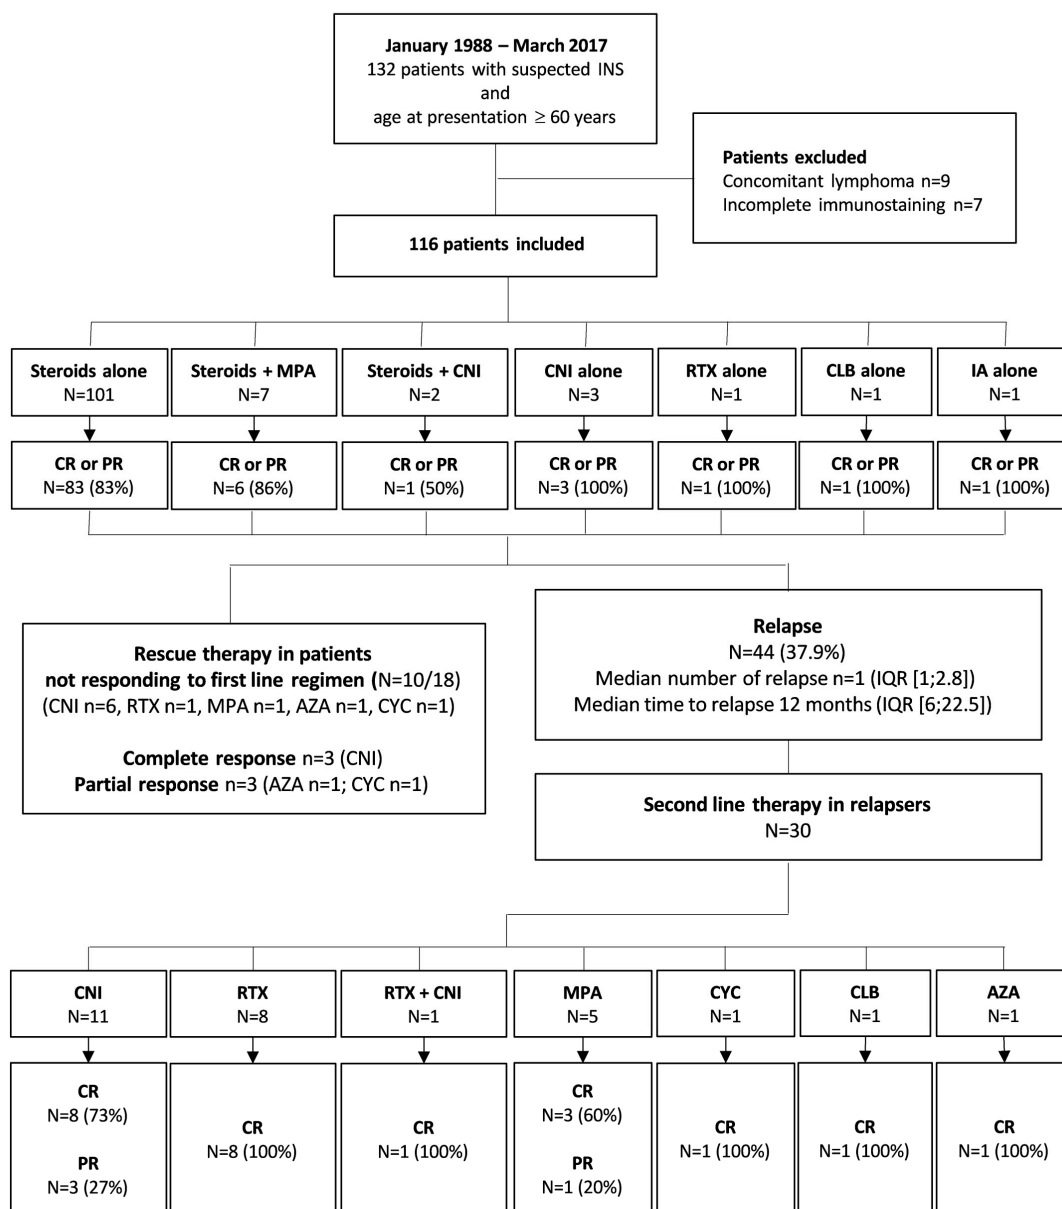 January 1988 – March 2017
132 patients with suspected INS
and
age at presentation ≥ 60 years
Patients excluded
Concomitant lymphoma n=9
Incomplete immunostaining n=7
116 patients included
Steroids alone
N=101
Steroids + MPA
N=7
Steroids + CNI
N=2
CNI alone
N=3
RTX alone
N=1
CLB alone
N=1
IA alone
N=1
CR or PR
N=83 (83%)
CR or PR
N=6 (86%)
CR or PR
N=1 (50%)
CR or PR
N=3 (100%)
CR or PR
N=1 (100%)
CR or PR
N=1 (100%)
CR or PR
N=1 (100%)
Rescue therapy in patients
not responding to first line regimen (N=10/18)
(CNI n=6, RTX n=1, MPA n=1, AZA n=1, CYC n=1)
Complete response n=3 (CNI)
Partial response n=3 (AZA n=1; CYC n=1)
Relapse
N=44 (37.9%)
Median number of relapse n=1 (IQR [1;2.8])
Median time to relapse 12 months (IQR [6;22.5])
Second line therapy in relapsers
N=30
CNI
N=11
RTX
N=8
RTX + CNI
N=1
MPA
N=5
CYC
N=1
CLB
N=1
AZA
N=1
CR
N=8 (73%)
PR
N=3 (27%)
CR
N=8 (100%)
CR
N=1 (100%)
CR
N=3 (60%)
PR
N=1 (20%)
CR
N=1 (100%)
CR
N=1 (100%)
CR
N=1 (100%)